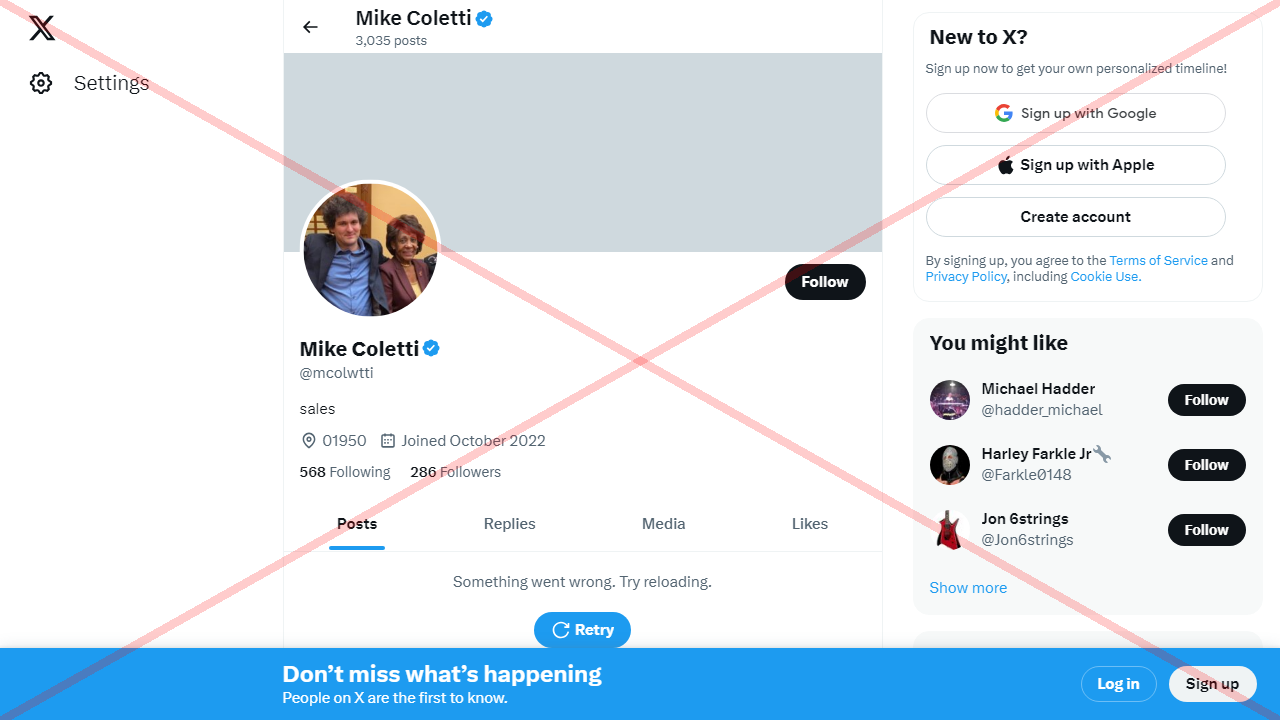 Settings
Mike Coletti
3,035 posts
Follow
Mike Coletti
@mcolwtti
sales
01950 Joined October 2022
568 Following 286 Followers
Posts Replies Media Likes
Something went wrong. Try reloading.
Retry
New to X?
Sign up now to get your own personalized timeline!
Sign up with Google
Sign up with Apple
Create account
By signing up, you agree to the Terms of Service and
Privacy Policy, including Cookie Use.
You might like
Michael Hadder
@hadder_michael
Follow
Harley Farkle Jr
@Farkle0148
Follow
Jon 6strings
@Jon6strings
Follow
Show more
Don’t miss what’s happening
People on X are the first to know.
Log in
Sign up